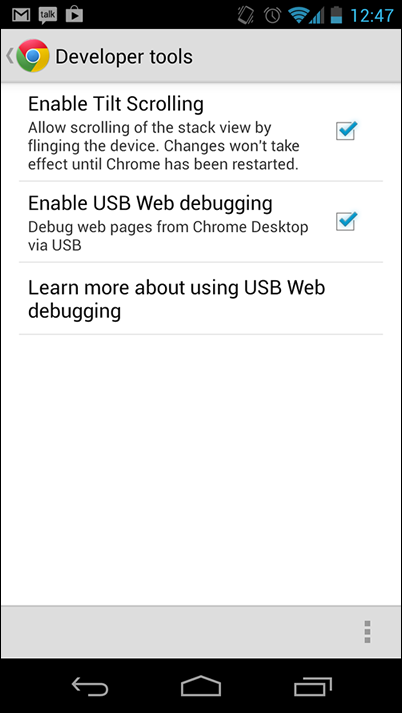 talk
12:47
Developer tools
Enable Tilt Scrolling
Allow scrolling of the stack view by
flinging the device. Changes won't take
effect until Chrome has been restarted.
Enable USB Web debugging
Debug web pages from Chrome Desktop
via USB
Learn more about using USB Web
debugging